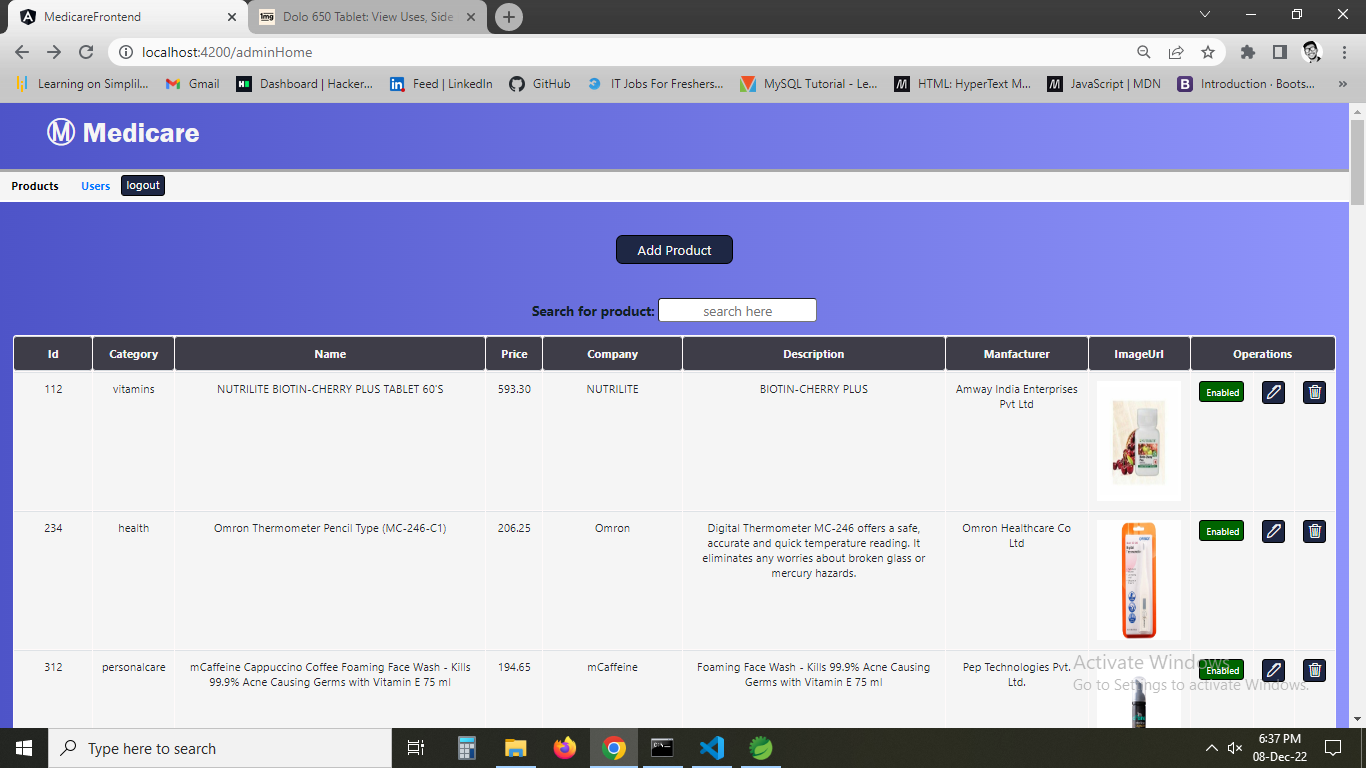 MedicareFrontend
1mg Dolo 650 Tablet: View Uses, Side
localhost:4200/adminHome
Learning on Simplil... Gmail Dashboard | Hacker... Feed | LinkedIn GitHub IT Jobs For Freshers... MySQL Tutorial - Le... HTML: HyperText M... JavaScript | MDN Introduction · Boots...
Ⓜ Medicare
Products Users logout
Add Product
Search for product: search here
Id Category Name Price Company Description Manfacturer ImageUrl Operations
112 vitamins NUTRILITE BIOTIN-CHERRY PLUS TABLET 60'S 593.30 NUTRILITE BIOTIN-CHERRY PLUS Amway India Enterprises Enabled
Pvt Ltd
234 health Omron Thermometer Pencil Type (MC-246-C1) 206.25 Omron Digital Thermometer MC-246 offers a safe, Omron Healthcare Co Enabled
accurate and quick temperature reading. It Ltd
eliminates any worries about broken glass or
mercury hazards.
312 personalcare mCaffeine Cappuccino Coffee Foaming Face Wash - Kills 194.65 mCaffeine Foaming Face Wash - Kills 99.9% Acne Causing Pep Technologies Pvt. Enabled
99.9% Acne Causing Germs with Vitamin E 75 ml Germs with Vitamin E 75 ml Ltd.
Activate Windows
Go to Settings to activate Windows.
Type here to search
6:37 PM
08-Dec-22